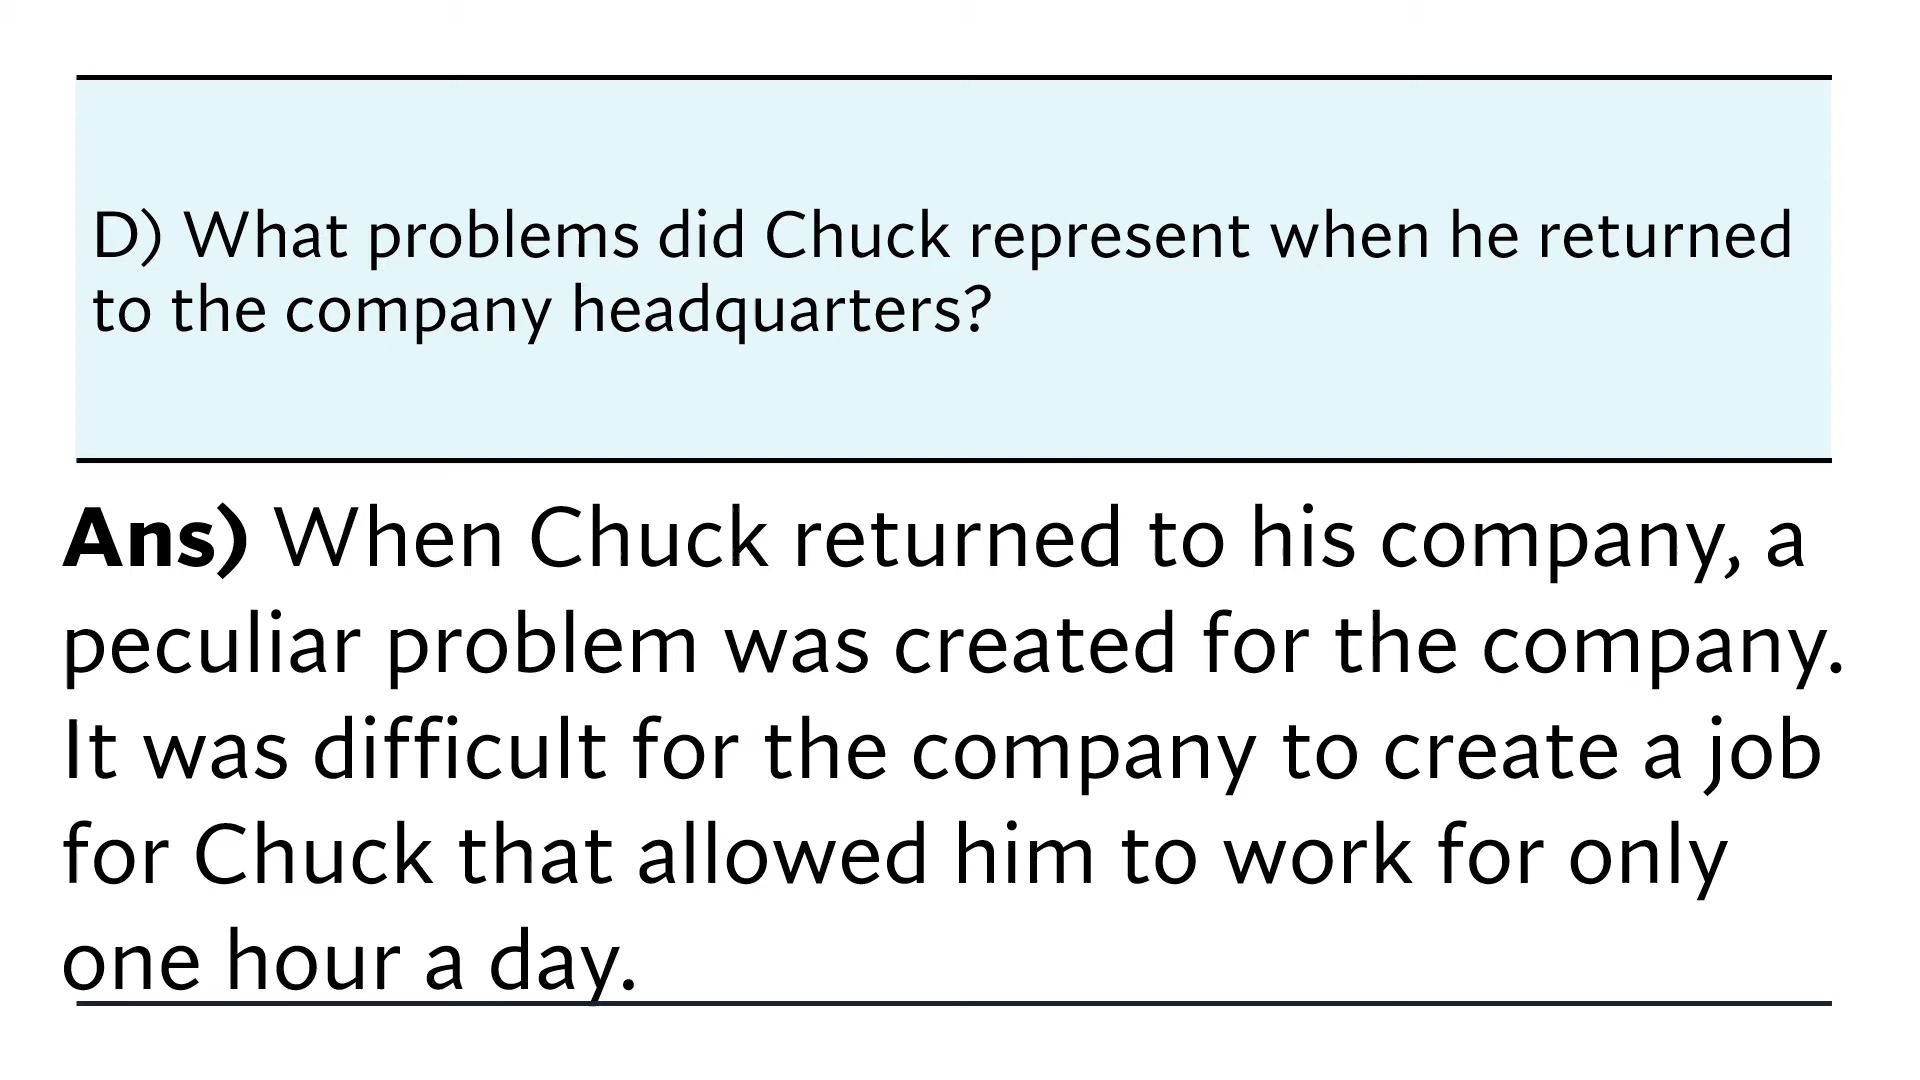 D) What problems did Chuck represent when he returned
to the company headquarters?
Ans) When Chuck returned to his company, a
peculiar problem was created for the company.
It was difficult for the company to create a job
for Chuck that allowed him to work for only
one hour a day.